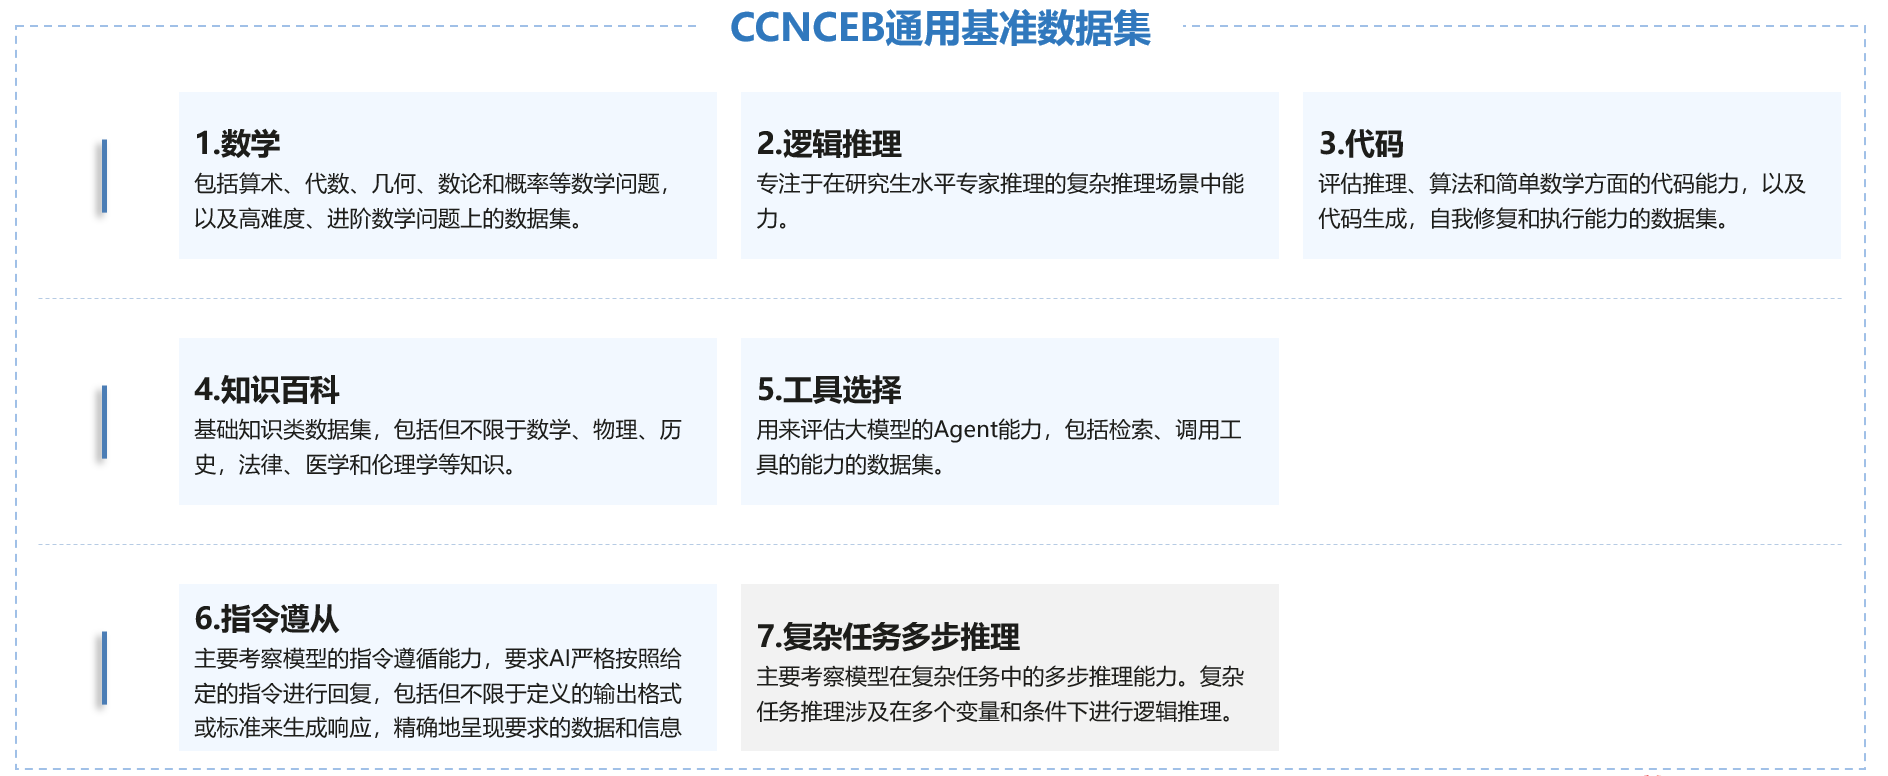 CCNCEB通用基准数据集
1.数学
包括算术、代数、几何、数论和概率等数学问题，
以及高难度、进阶数学问题上的数据集。
2.逻辑推理
专注于在研究生水平专家推理的复杂推理场景中能
力。
3.代码
评估推理、算法和简单数学方面的代码能力，以及
代码生成，自我修复和执行能力的数据集。
4.知识百科
基础知识类数据集，包括但不限于数学、物理、历
史，法律、医学和伦理学等知识。
5.工具选择
用来评估大模型的Agent能力，包括检索、调用工
具的能力的数据集。
6.指令遵从
主要考察模型的指令遵循能力，要求AI严格按照给
定的指令进行回复，包括但不限于定义的输出格式
或标准来生成响应，精确地呈现要求的数据和信息
7.复杂任务多步推理
主要考察模型在复杂任务中的多步推理能力。复杂
任务推理涉及在多个变量和条件下进行逻辑推理。